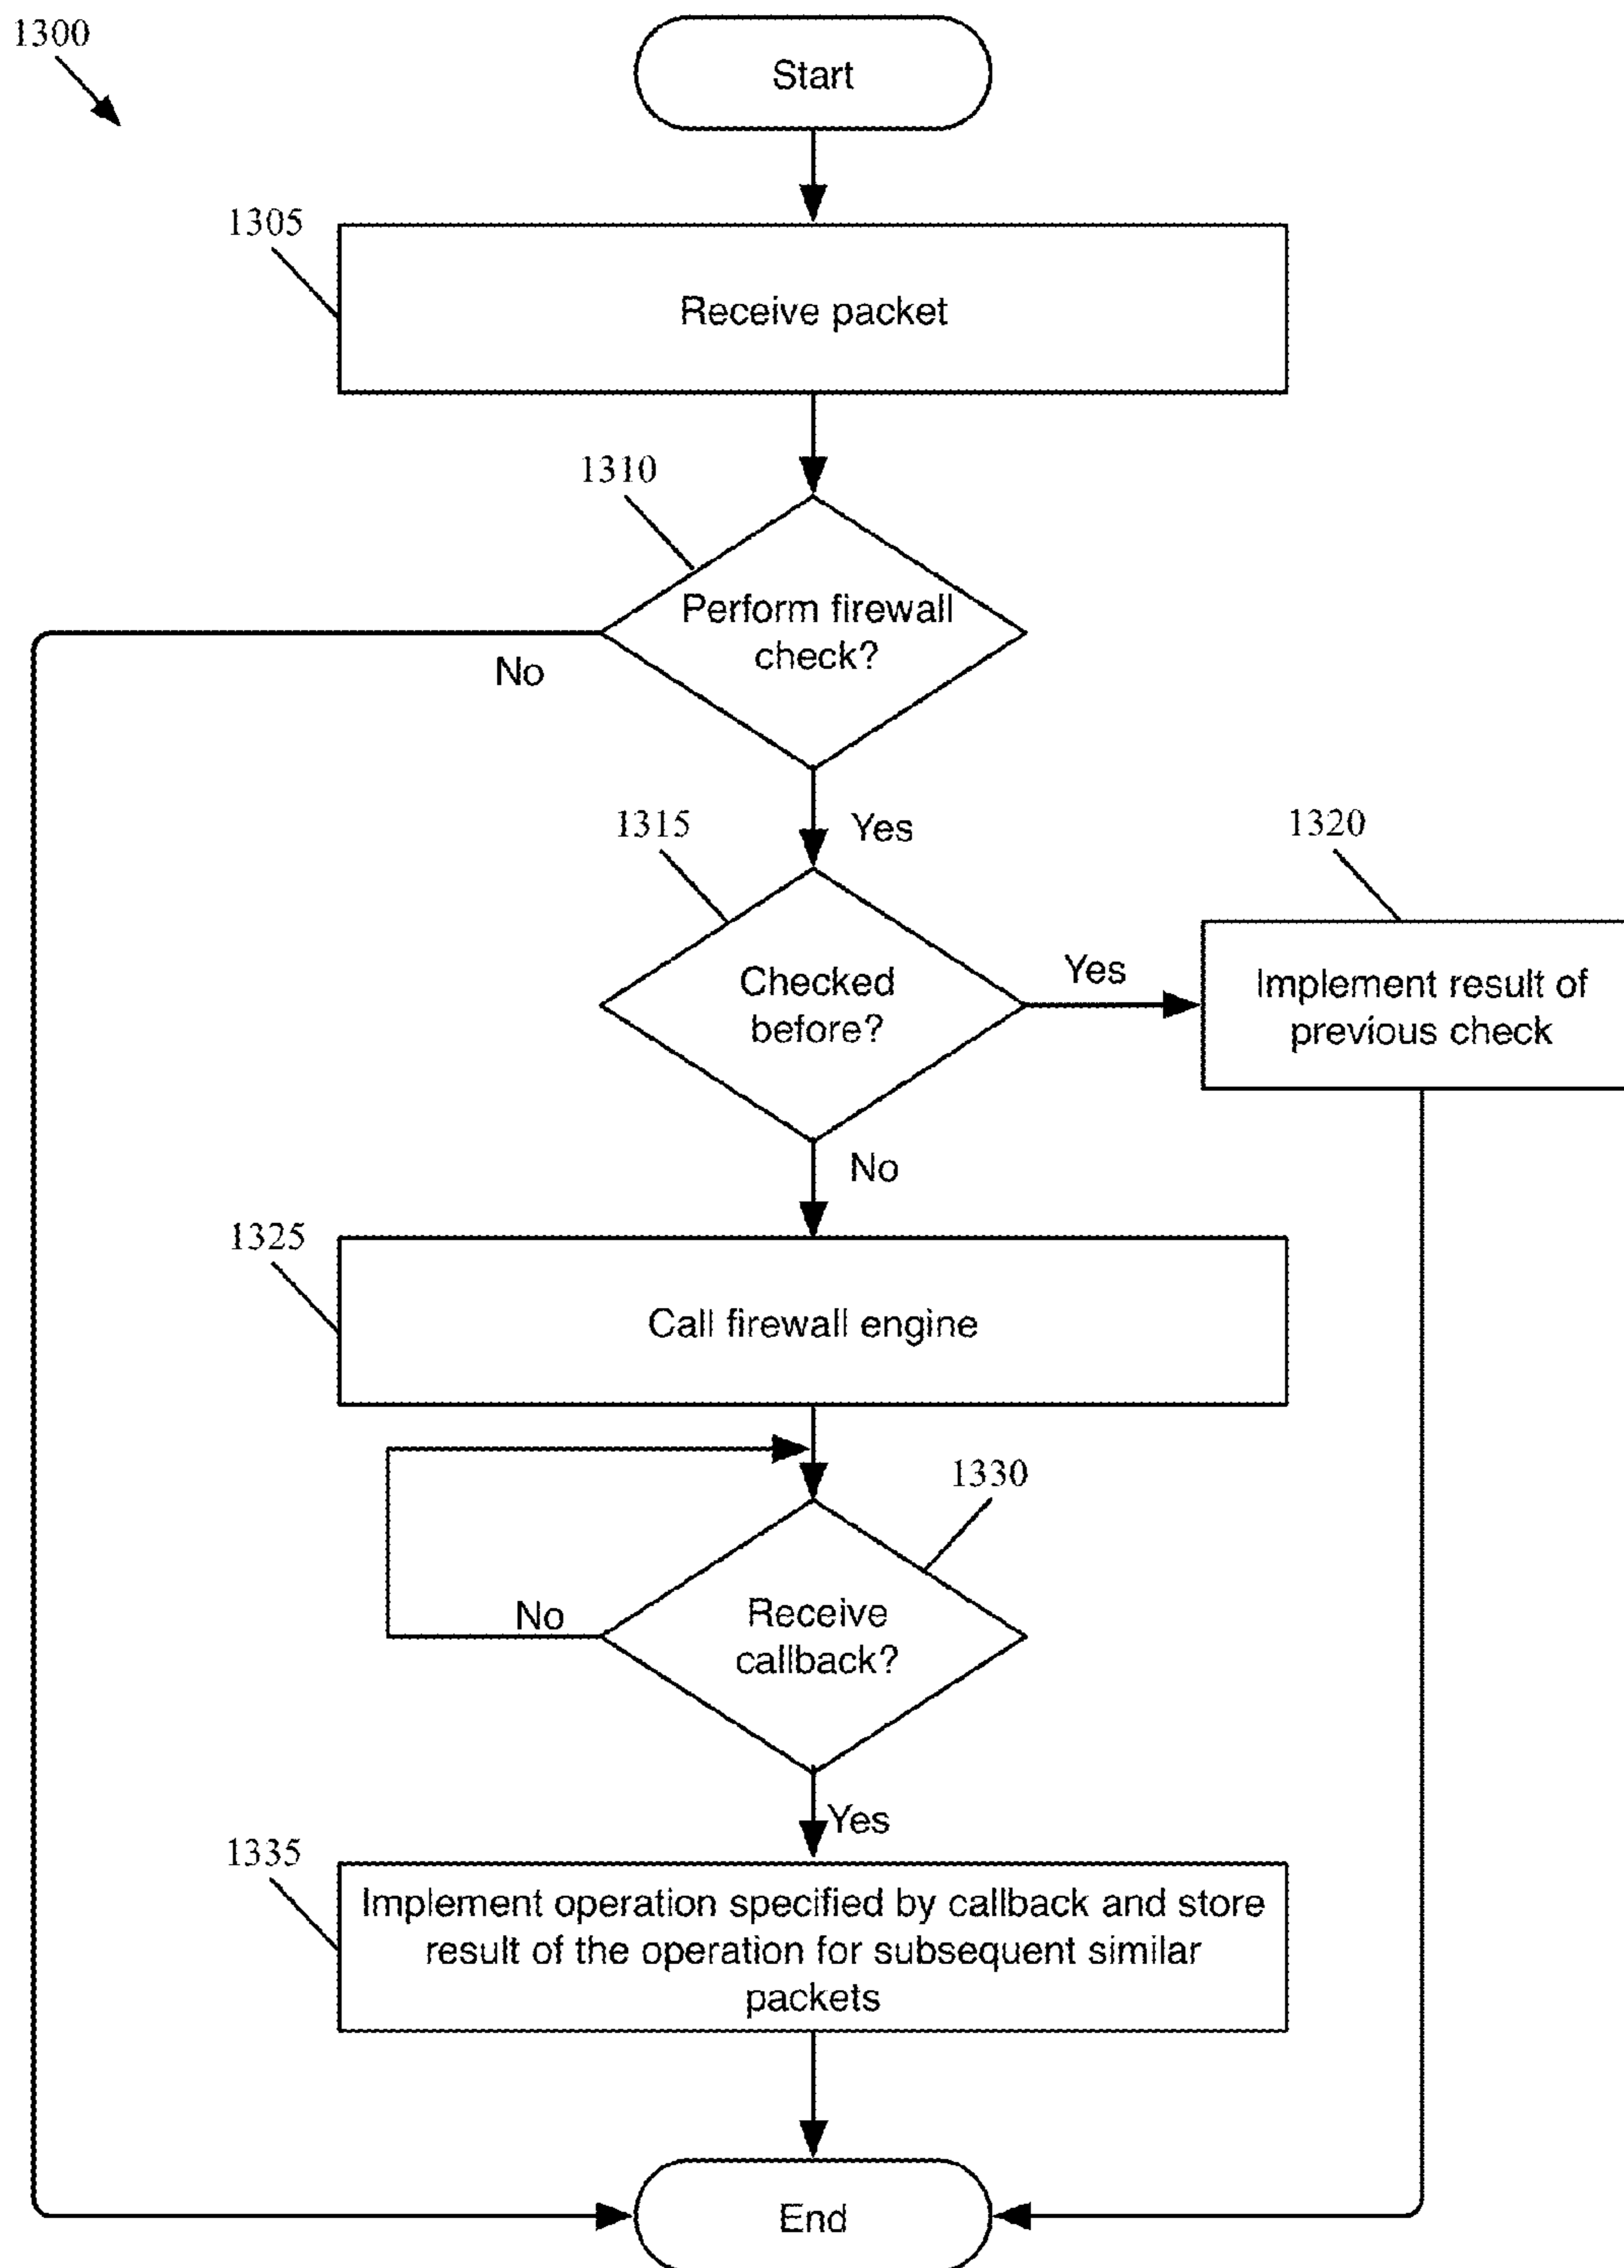 1300
Start
1305
Receive packet
1310
Perform firewall
check?
No
Yes
1315
Checked
before?
Yes
1320
Implement result of
previous check
No
1325
Call firewall engine
1330
Receive
callback?
No
Yes
1335
Implement operation specified by callback and store
result of the operation for subsequent similar
packets
End